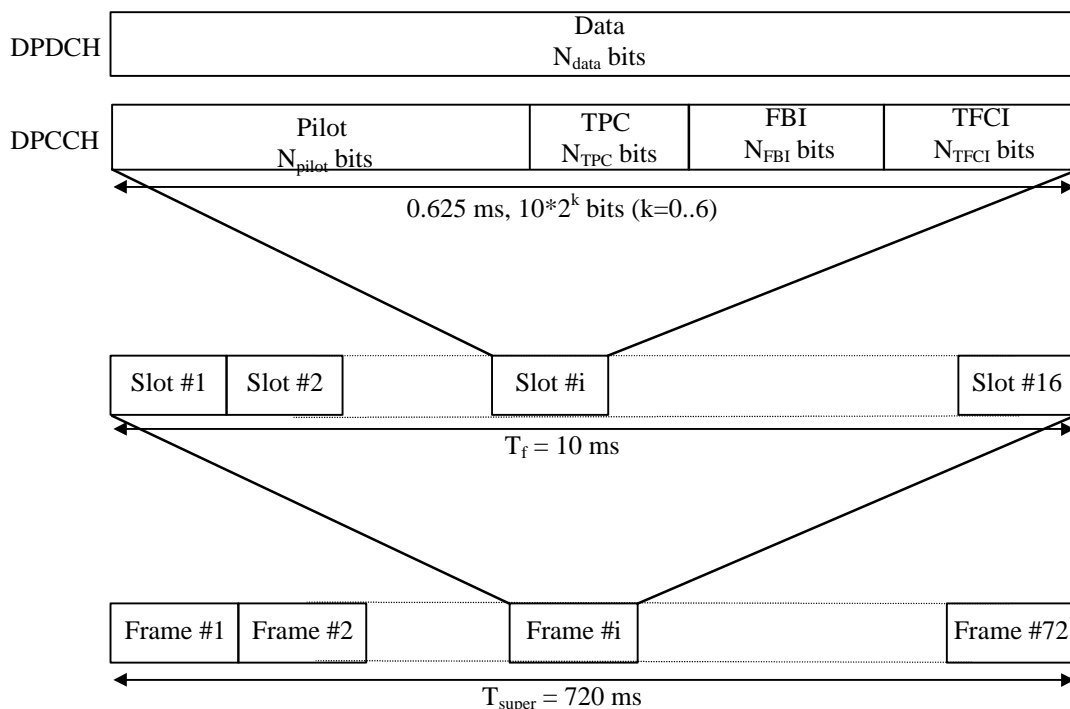 DPDCH
Data
N_data bits
DPCCH
Pilot
N_pilot bits
TPC
N_TPC bits
FBI
N_FBI bits
TFCI
N_TFCI bits
0.625 ms, 10*2^k bits (k=0..6)
Slot #1
Slot #2
Slot #i
Slot #16
T_f = 10 ms
Frame #1
Frame #2
Frame #i
Frame #72
T_super = 720 ms